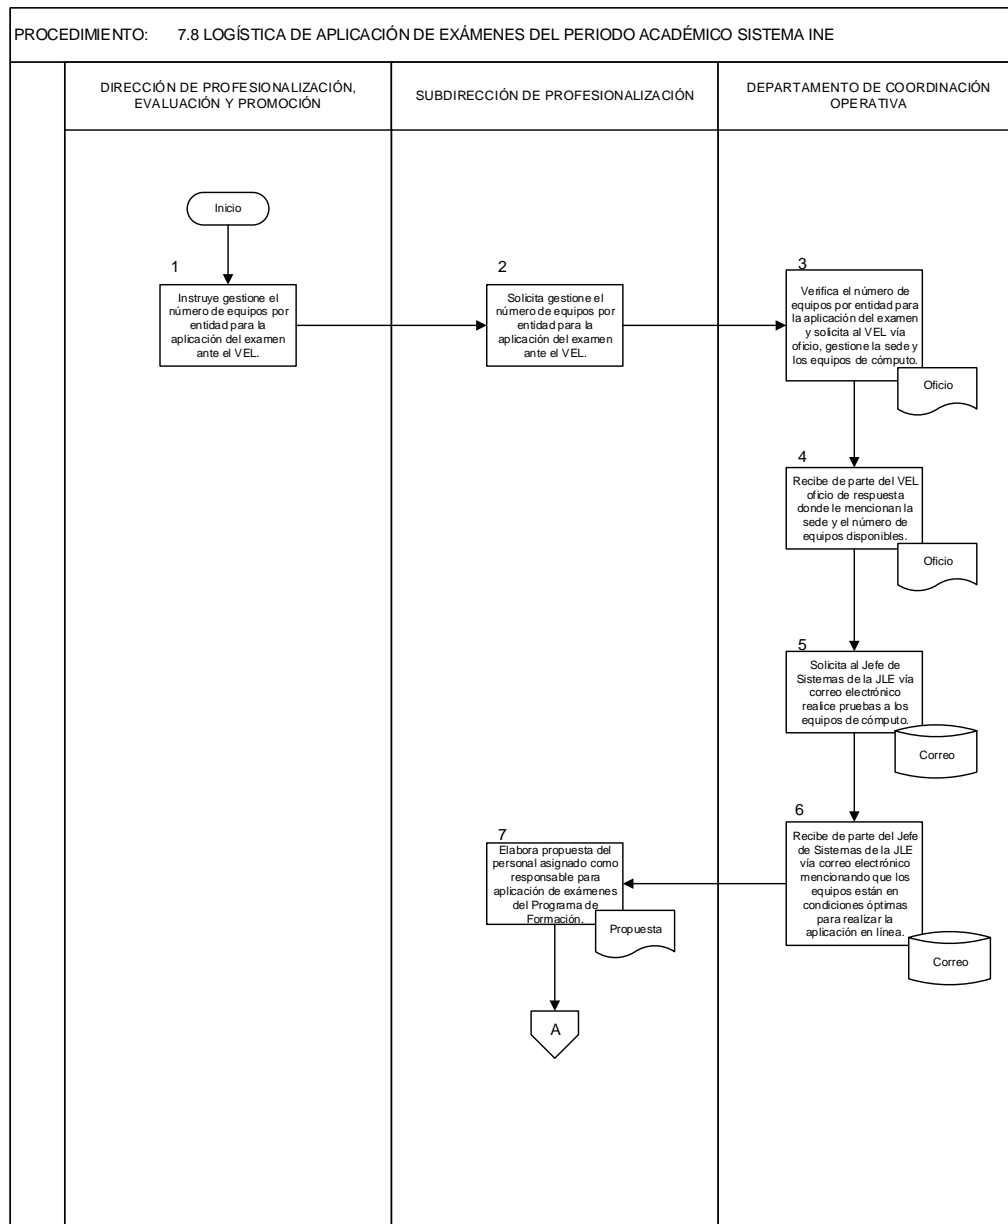 PROCEDIMIENTO: 7.8 LOGÍSTICA DE APLICACIÓN DE EXÁMENES DEL PERIODO ACADÉMICO SISTEMA INE
DIRECCIÓN DE PROFESIONALIZACIÓN,
EVALUACIÓN Y PROMOCIÓN
SUBDIRECCIÓN DE PROFESIONALIZACIÓN
DEPARTAMENTO DE COORDINACIÓN
OPERATIVA
Inicio
1
Instruye gestione el
número de equipos por
entidad para la
aplicación del examen
ante el VEL.
2
Solicita gestione el
número de equipos por
entidad para la
aplicación del examen
ante el VEL.
3
Verifica el número de
equipos por entidad para
la aplicación del examen
y solicita al VEL vía
oficio, gestione la sede y
los equipos de cómputo.
Oficio
4
Recibe de parte del VEL
oficio de respuesta
donde le mencionan la
sede y el número de
equipos disponibles.
Oficio
5
Solicita al Jefe de
Sistemas de la JLE vía
correo electrónico
realice pruebas a los
equipos de cómputo.
Correo
6
Recibe de parte del Jefe
de Sistemas de la JLE
vía correo electrónico
mencionando que los
equipos están en
condiciones óptimas
para realizar la
aplicación en línea.
Correo
7
Elabora propuesta del
personal asignado como
responsable para
aplicación de exámenes
del Programa de
Formación.
Propuesta
A